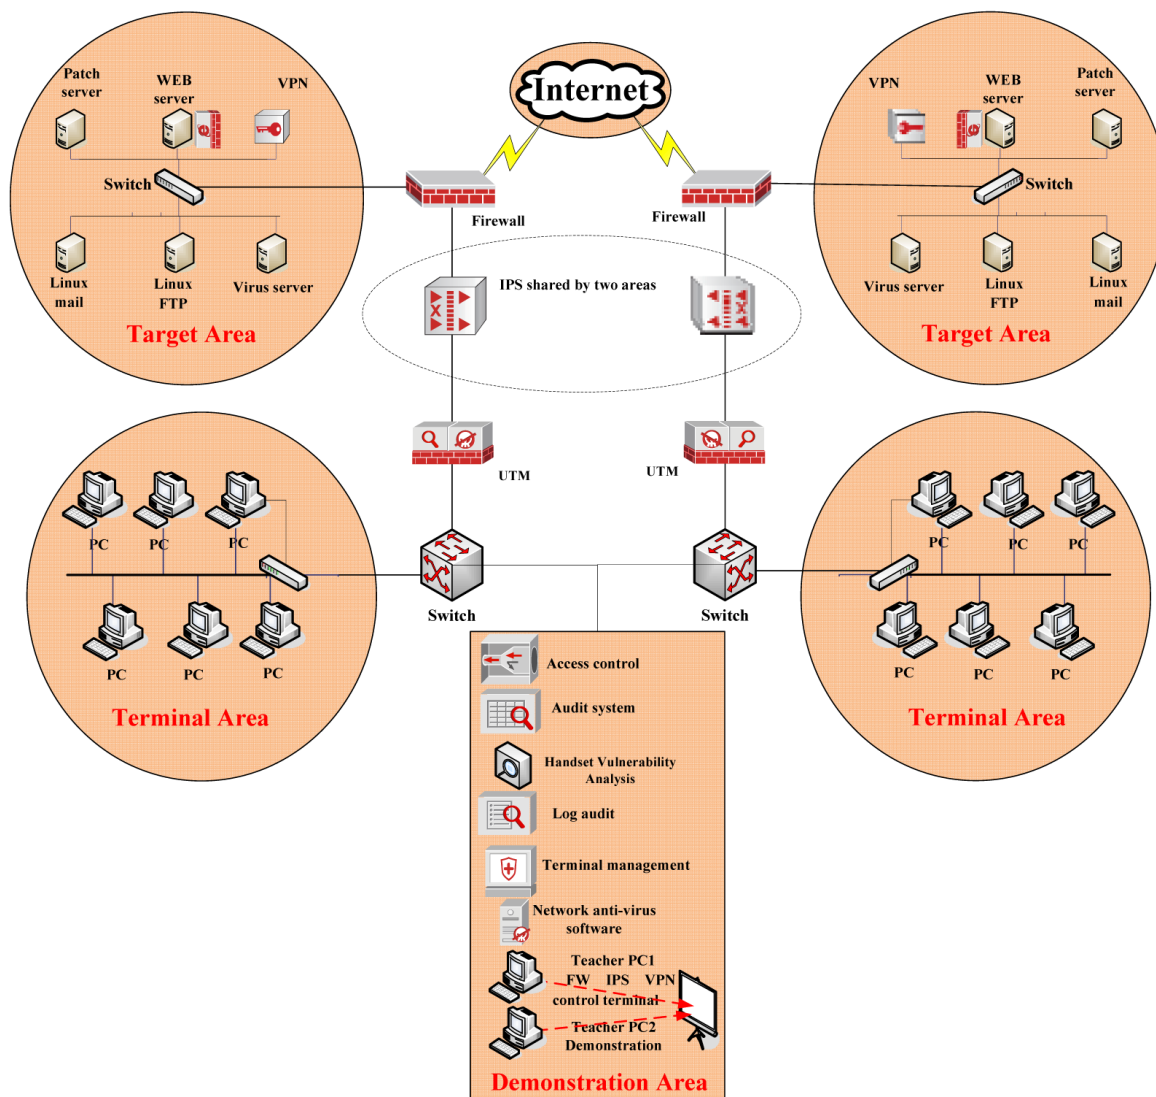 Internet
Patch
server
WEB
server
VPN
Switch
Linux
mail
Linux
FTP
Virus server
Target Area
Firewall
Firewall
VPN
WEB
server
Patch
server
Switch
Virus server
Linux
FTP
Linux
mail
Target Area
IPS shared by two areas
UTM
UTM
PC
PC
PC
PC
PC
PC
Terminal Area
Switch
Switch
PC
PC
PC
PC
PC
PC
Terminal Area
Access control
Audit system
Handset Vulnerability
Analysis
Log audit
Terminal management
Network anti-virus
software
Teacher PC1
FW IPS VPN
control terminal
Teacher PC2
Demonstration
Demonstration Area